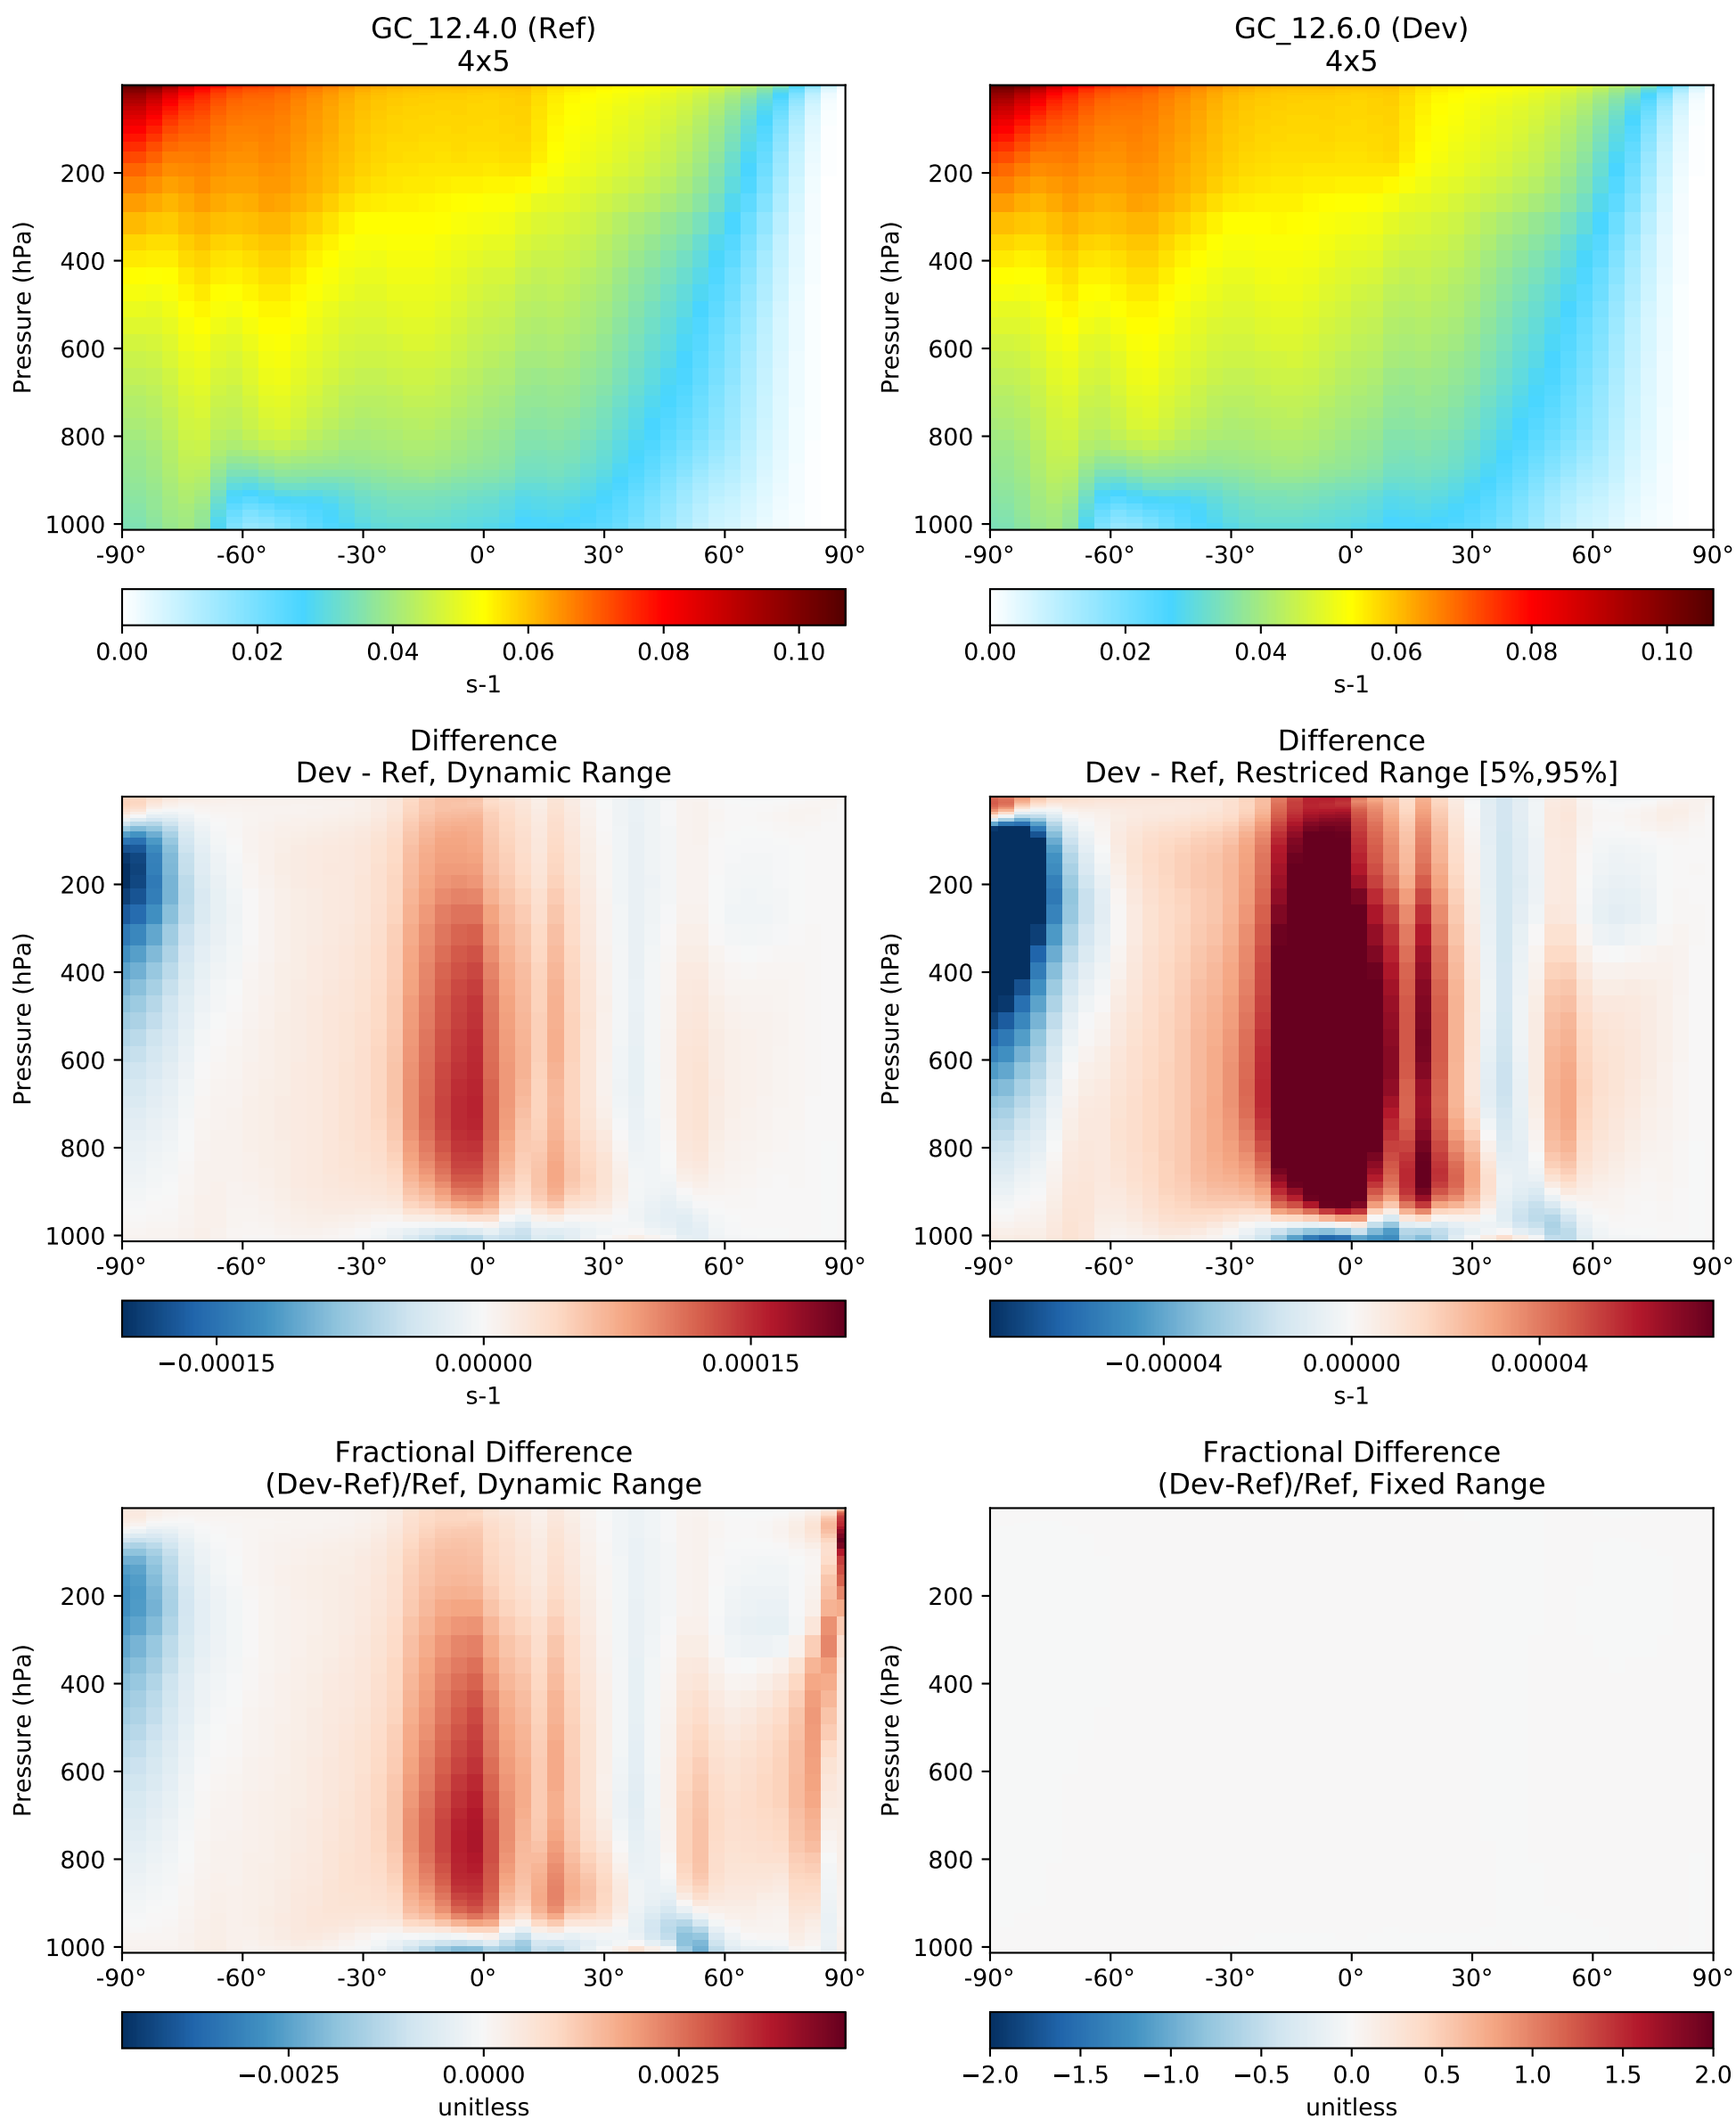 GC_12.4.0 (Ref)
4x5
Pressure (hPa)
200
400
600
800
1000
-90° -60° -30° 0° 30° 60° 90°
0.00 0.02 0.04 0.06 0.08 0.10
s-1
GC_12.6.0 (Dev)
4x5
Pressure (hPa)
200
400
600
800
1000
-90° -60° -30° 0° 30° 60° 90°
0.00 0.02 0.04 0.06 0.08 0.10
s-1
Difference
Dev - Ref, Dynamic Range
Pressure (hPa)
200
400
600
800
1000
-90° -60° -30° 0° 30° 60° 90°
−0.00015 0.00000 0.00015
s-1
Difference
Dev - Ref, Restriced Range [5%,95%]
Pressure (hPa)
200
400
600
800
1000
-90° -60° -30° 0° 30° 60° 90°
−0.00004 0.00000 0.00004
s-1
Fractional Difference
(Dev-Ref)/Ref, Dynamic Range
Pressure (hPa)
200
400
600
800
1000
-90° -60° -30° 0° 30° 60° 90°
−0.0025 0.0000 0.0025
unitless
Fractional Difference
(Dev-Ref)/Ref, Fixed Range
Pressure (hPa)
200
400
600
800
1000
-90° -60° -30° 0° 30° 60° 90°
−2.0 −1.5 −1.0 −0.5 0.0 0.5 1.0 1.5 2.0
unitless